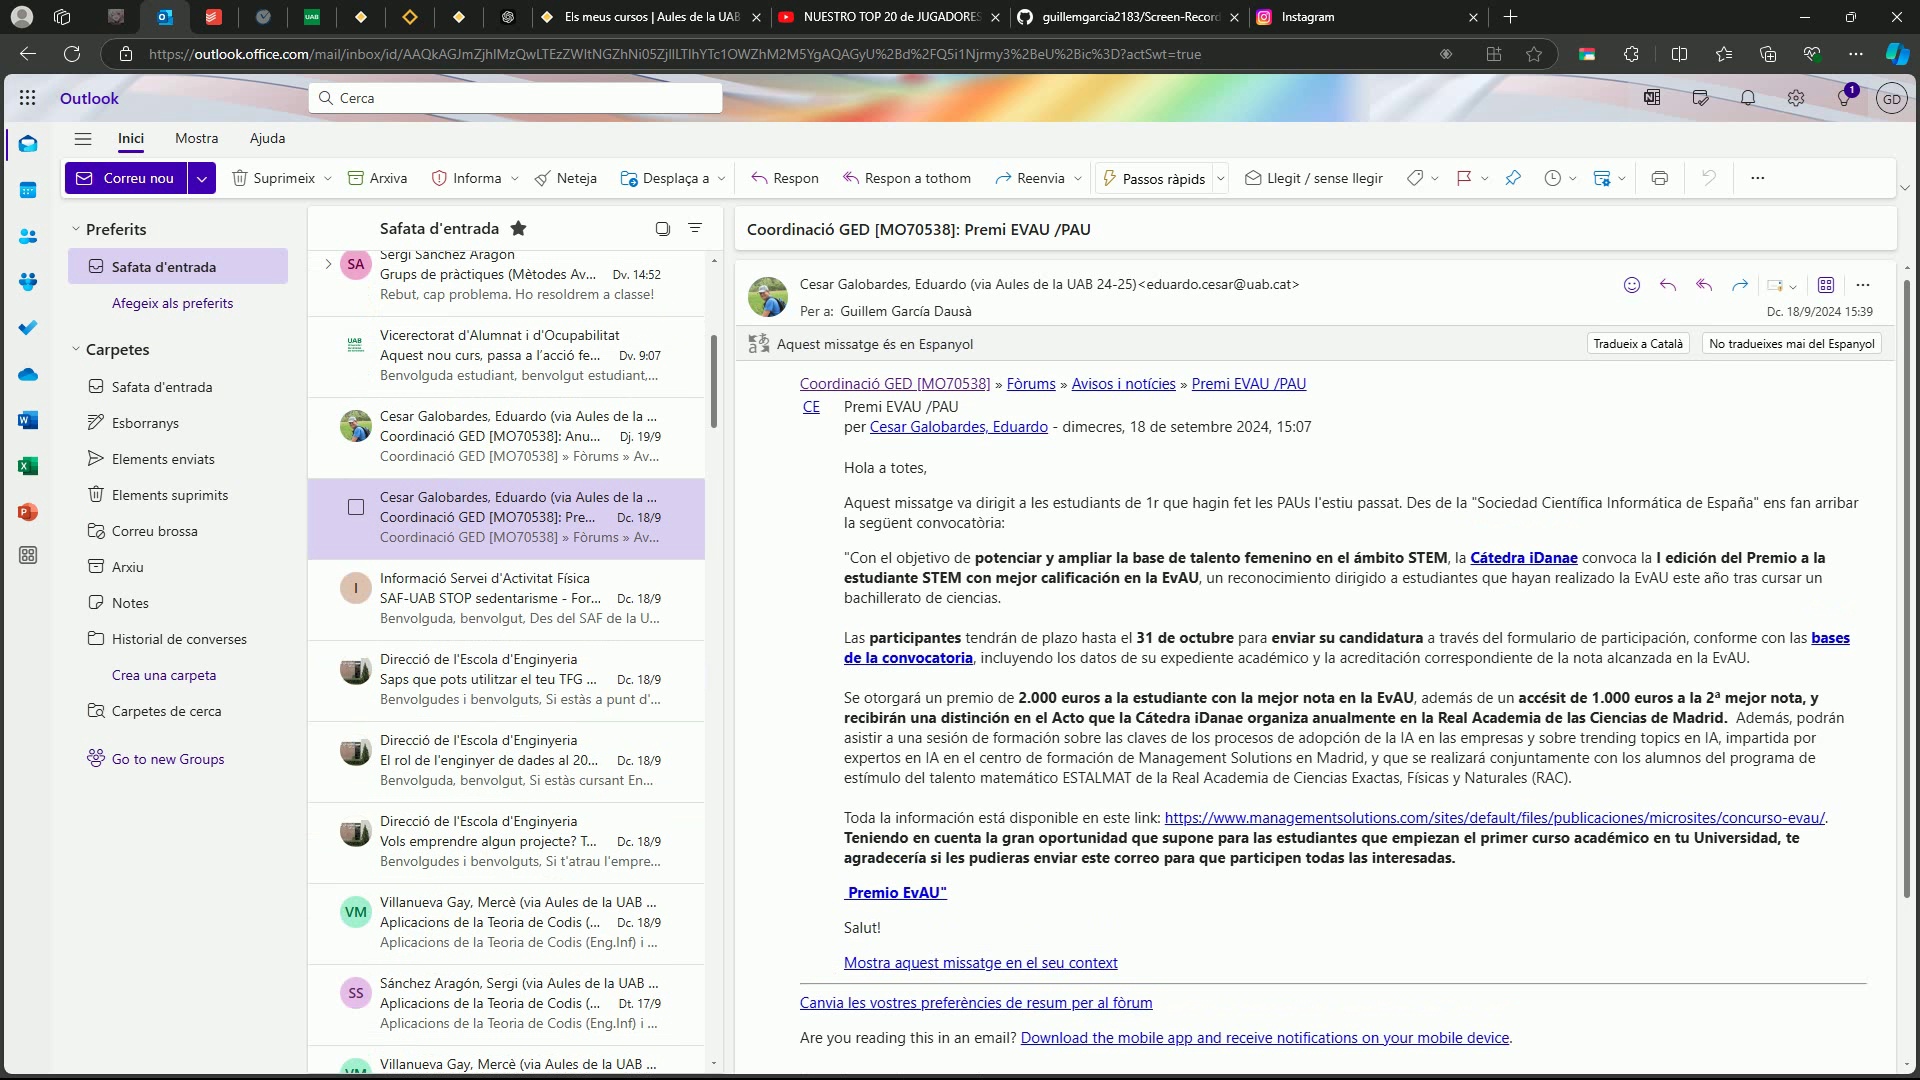 Els meus cursos | Aules de la UAB
NUESTRO TOP 20 de JUGADORES
guillemgarcia2183/Screen-Record
Instagram
https://outlook.office.com/mail/inbox/id/
?actSwt=true
Outlook
Cerca
1
GD
Inici
Mostra
Ajuda
Correu nou
Suprimeix
Arxiva
Informa
Neteja
Desplaça a
Respon
Respon a tothom
Reenvia
Passos ràpids
Llegit / sense llegir
Preferits
Safata d'entrada
Afegeix als preferits
Carpetes
Safata d'entrada
Esborranys
Elements enviats
Elements suprimits
Correu brossa
Arxiu
Notes
Historial de converses
Crea una carpeta
Carpetes de cerca
Go to new Groups
Safata d'entrada
SA
Sergi Sánchez Aragón
Grups de pràctiques (Mètodes Av... Dv. 14:52
Rebut, cap problema. Ho resoldrem a classe!
UAB
Vicerectorat d'Alumnat i d'Ocupabilitat
Aquest nou curs, passa a l'acció fe... Dv. 9:07
Benvolguda estudiant, benvolgut estudiant,...
Cesar Galobardes, Eduardo (via Aules de la ...
Coordinació GED [MO70538]: Anu... Dj. 19/9
Coordinació GED [MO70538] » Fòrums » Av...
Cesar Galobardes, Eduardo (via Aules de la ...
Coordinació GED [MO70538]: Pre... Dc. 18/9
Coordinació GED [MO70538] » Fòrums » Av...
I
Informació Servei d'Activitat Física
SAF-UAB STOP sedentarisme - For... Dc. 18/9
Benvolguda, benvolgut, Des del SAF de la U...
Direcció de l'Escola d'Enginyeria
Saps que pots utilitzar el teu TFG ... Dc. 18/9
Benvolgudes i benvolguts, Si estàs a punt d'...
Direcció de l'Escola d'Enginyeria
El rol de l'enginyer de dades al 20... Dc. 18/9
Benvolguda, benvolgut, Si estàs cursant En...
Direcció de l'Escola d'Enginyeria
Vols emprendre algun projecte? T... Dc. 18/9
Benvolgudes i benvolguts, Si t'atrau l'empre...
VM
Villanueva Gay, Mercè (via Aules de la UAB ...
Aplicacions de la Teoria de Codis (... Dc. 18/9
Aplicacions de la Teoria de Codis (Eng.Inf) i ...
SS
Sánchez Aragón, Sergi (via Aules de la UAB ...
Aplicacions de la Teoria de Codis (... Dt. 17/9
Aplicacions de la Teoria de Codis (Eng.Inf) i ...
VM
Villanueva Gay, Mercè (via Aules de la UAB ...
Coordinació GED [MO70538]: Premi EVAU /PAU
Cesar Galobardes, Eduardo (via Aules de la UAB 24-25)<eduardo.cesar@uab.cat>
Per a: Guillem García Dausà
Dc. 18/9/2024 15:39
Aquest missatge és en Espanyol
Tradueix a Català
No tradueixes mai del Espanyol
Coordinació GED [MO70538] » Fòrums » Avisos i notícies » Premi EVAU /PAU
CE
Premi EVAU /PAU
per Cesar Galobardes, Eduardo - dimecres, 18 de setembre 2024, 15:07
Hola a totes,
Aquest missatge va dirigit a les estudiants de 1r que hagin fet les PAUs l'estiu passat. Des de la "Sociedad Científica Informática de España" ens fan arribar
la següent convocatòria:
"Con el objetivo de potenciar y ampliar la base de talento femenino en el ámbito STEM, la Cátedra iDanae convoca la I edición del Premio a la
estudiante STEM con mejor calificación en la EvAU, un reconocimiento dirigido a estudiantes que hayan realizado la EvAU este año tras cursar un
bachillerato de ciencias.
Las participantes tendrán de plazo hasta el 31 de octubre para enviar su candidatura a través del formulario de participación, conforme con las bases
de la convocatoria, incluyendo los datos de su expediente académico y la acreditación correspondiente de la nota alcanzada en la EvAU.
Se otorgará un premio de 2.000 euros a la estudiante con la mejor nota en la EvAU, además de un accésit de 1.000 euros a la 2ª mejor nota, y
recibirán una distinción en el Acto que la Cátedra iDanae organiza anualmente en la Real Academia de las Ciencias de Madrid. Además, podrán
asistir a una sesión de formación sobre las claves de los procesos de adopción de la IA en las empresas y sobre trending topics en IA, impartida por
expertos en IA en el centro de formación de Management Solutions en Madrid, y que se realizará conjuntamente con los alumnos del programa de
estímulo del talento matemático ESTALMAT de la Real Academia de Ciencias Exactas, Físicas y Naturales (RAC).
Toda la información está disponible en este link: https://www.managementsolutions.com/sites/default/files/publicaciones/microsites/concurso-evau/.
Teniendo en cuenta la gran oportunidad que supone para las estudiantes que empiezan el primer curso académico en tu Universidad, te
agradecería si les pudieras enviar este correo para que participen todas las interesadas.
Premio EvAU"
Salut!
Mostra aquest missatge en el seu context
Canvia les vostres preferències de resum per al fòrum
Are you reading this in an email? Download the mobile app and receive notifications on your mobile device.